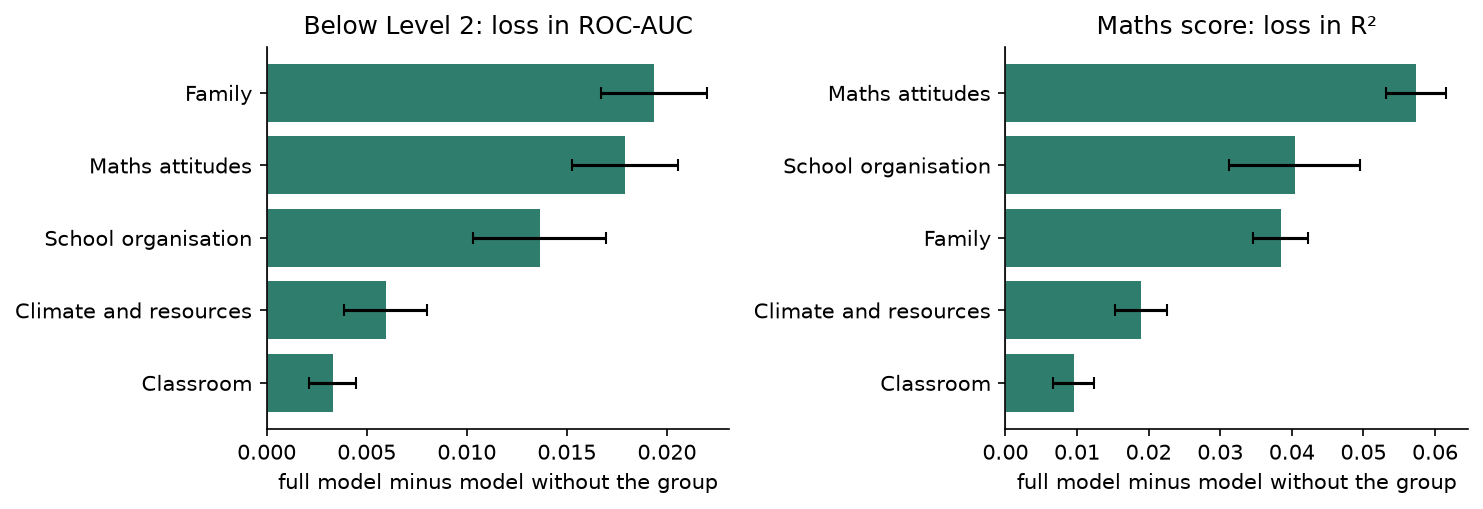 Below Level 2: loss in ROC-AUC
Family
Maths attitudes
School organisation
Climate and resources
Classroom
0.000 0.005 0.010 0.015 0.020
full model minus model without the group
Maths score: loss in R²
Maths attitudes
School organisation
Family
Climate and resources
Classroom
0.00 0.01 0.02 0.03 0.04 0.05 0.06
full model minus model without the group